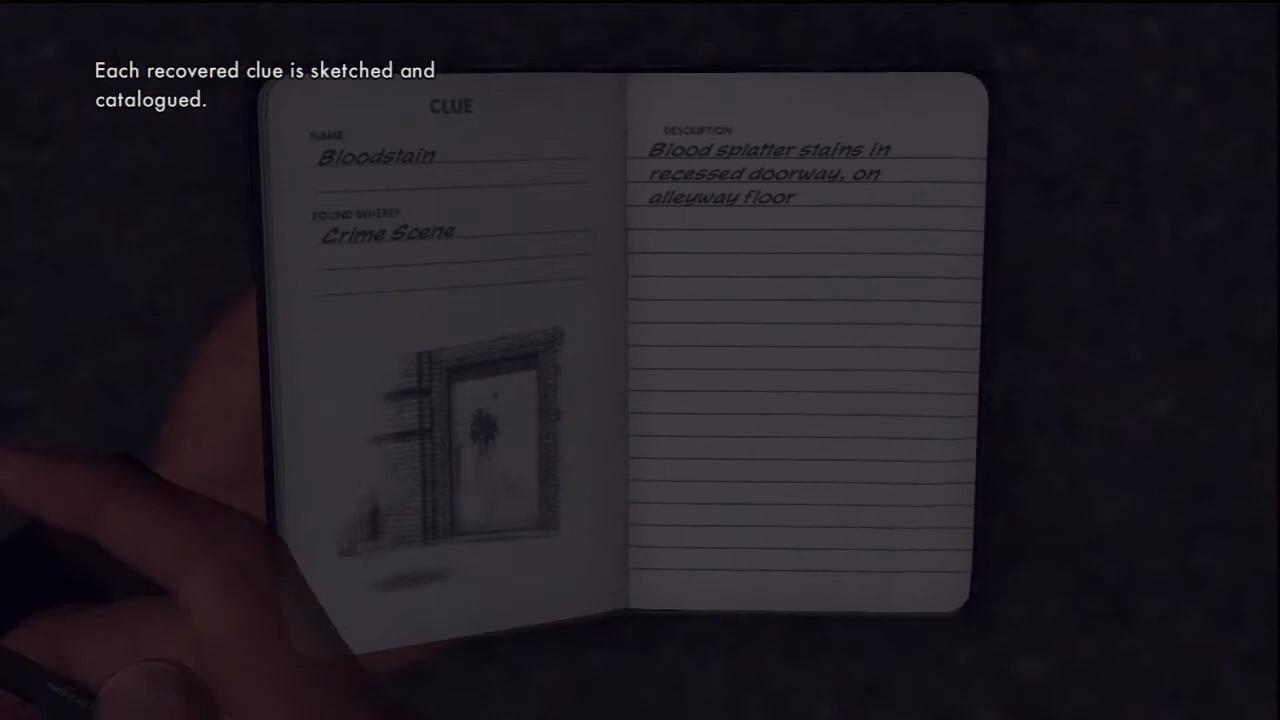 Each recovered clue is sketched and
catalogued.
CLUE
NAME
Bloodstain
FOUND WHERE?
Crime Scene
DESCRIPTION
Blood splatter stains in
recessed doorway, on
alleyway floor